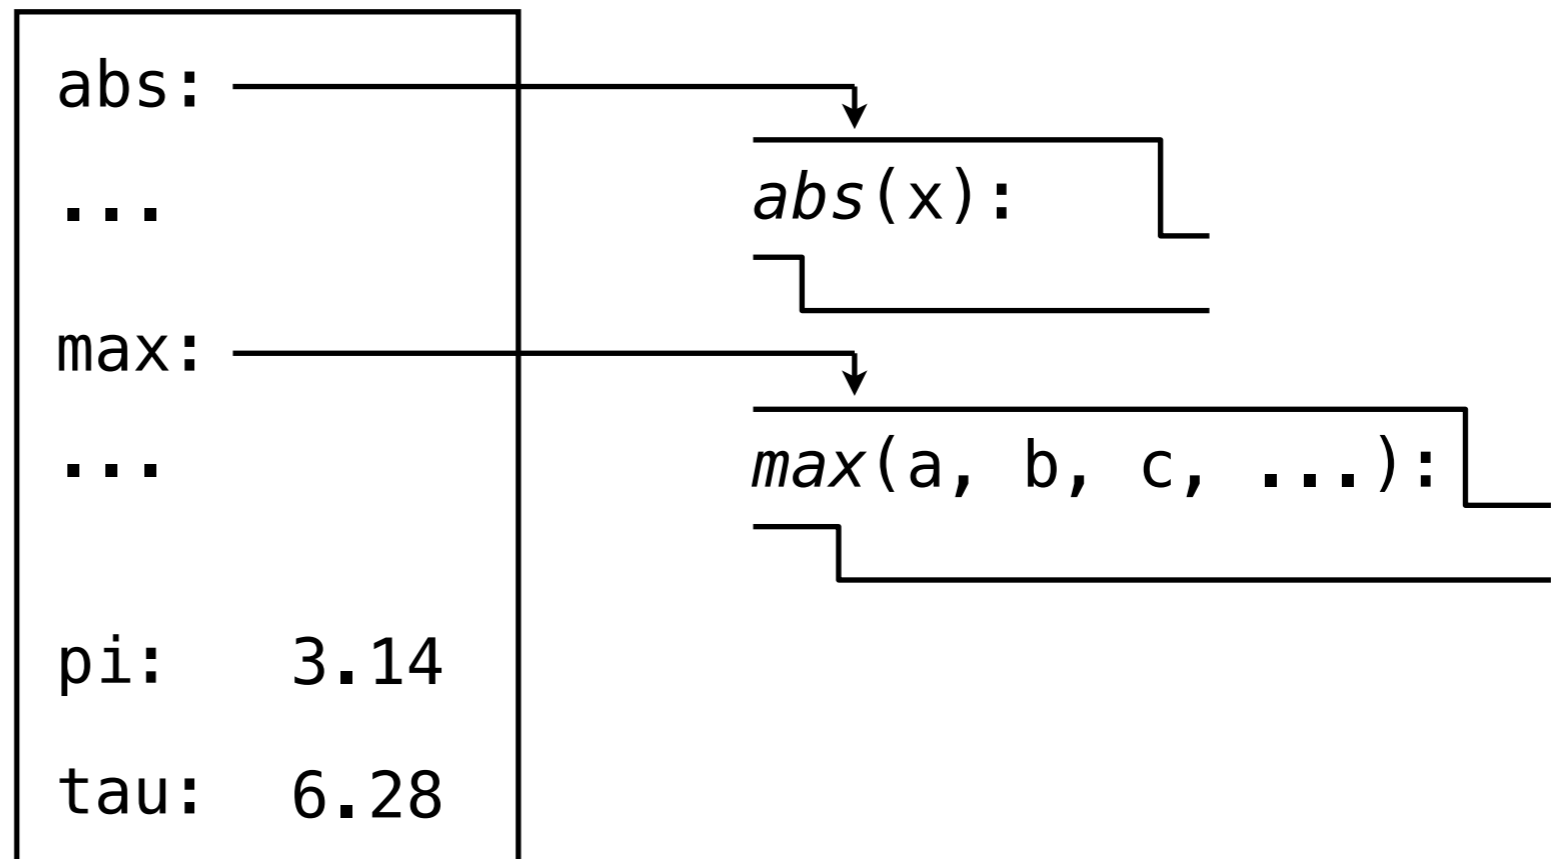 abs:
...
max:
...
pi: 3.14
tau: 6.28
abs(x):
max(a, b, c, ...):